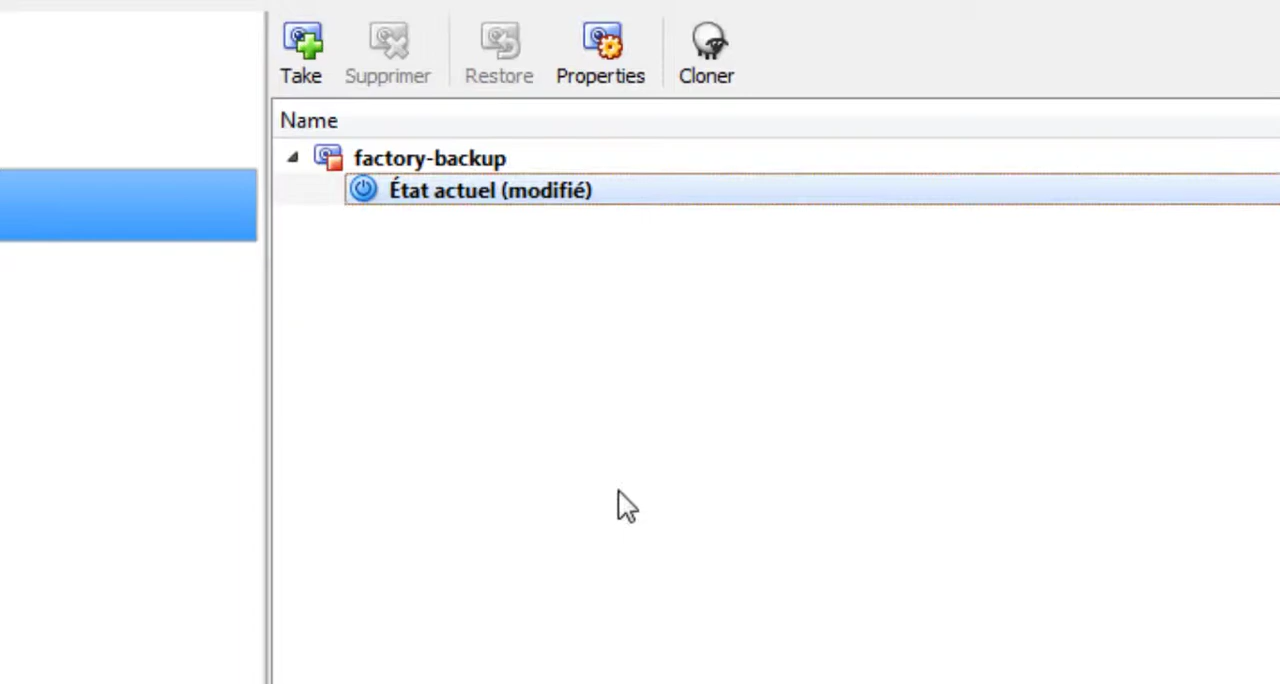 Take Supprimer Restore Properties Cloner
Name
factory-backup
État actuel (modifié)